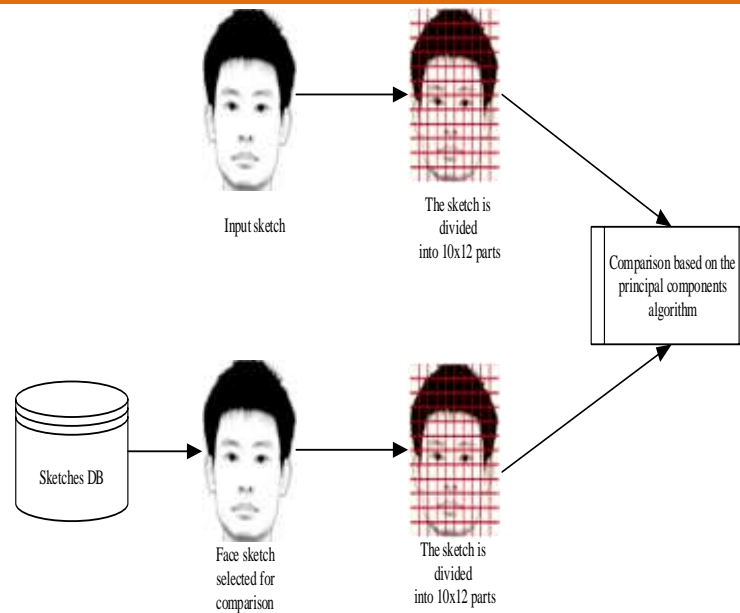 Input sketch
The sketch is
divided
into 10x12 parts
Comparison based on the
principal components
algorithm
Sketches DB
Face sketch
selected for
comparison
The sketch is
divided
into 10x12 parts